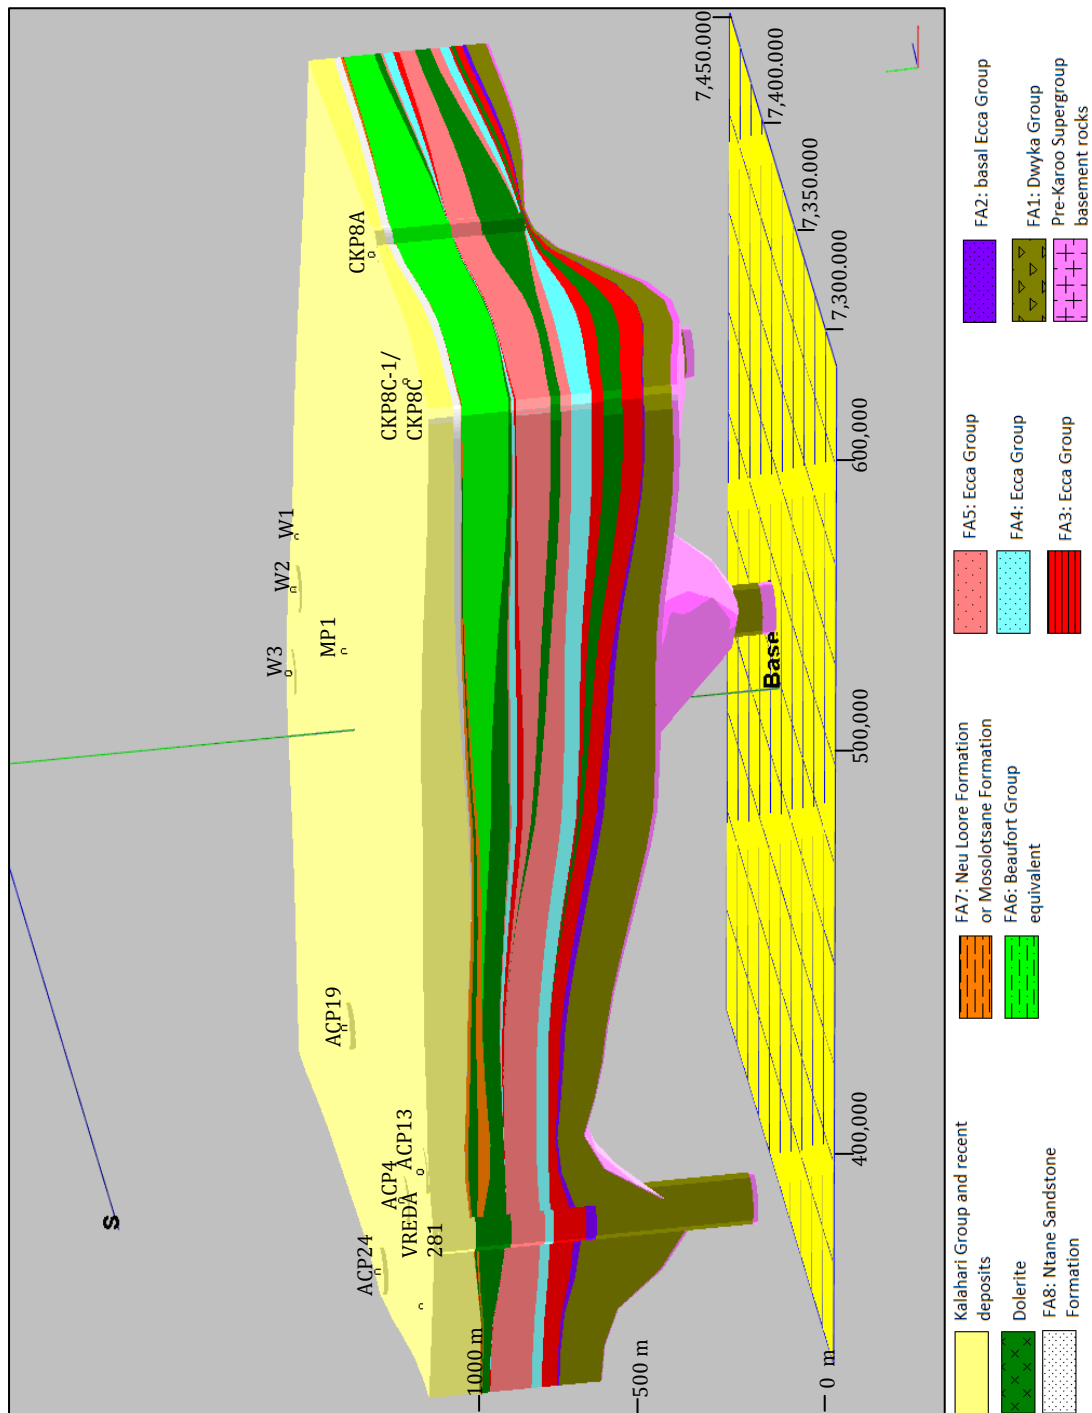 S
ACP24
VREDA
281
ACP4
ACP13
ACP19
W3
W2
W1
MP1
CKP8C-1/
CKP8C
CKP8A
1000 m
500 m
0 m
Base
400,000
500,000
600,000
7,300.000
7,350.000
7,400.000
7,450.000
Kalahari Group and recent
deposits
Dolerite
FA8: Ntane Sandstone
Formation
FA7: Neu Loore Formation
or Mosolotsane Formation
FA6: Beaufort Group
equivalent
FA5: Ecca Group
FA4: Ecca Group
FA3: Ecca Group
FA2: basal Ecca Group
FA1: Dwyka Group
Pre-Karoo Supergroup
basement rocks